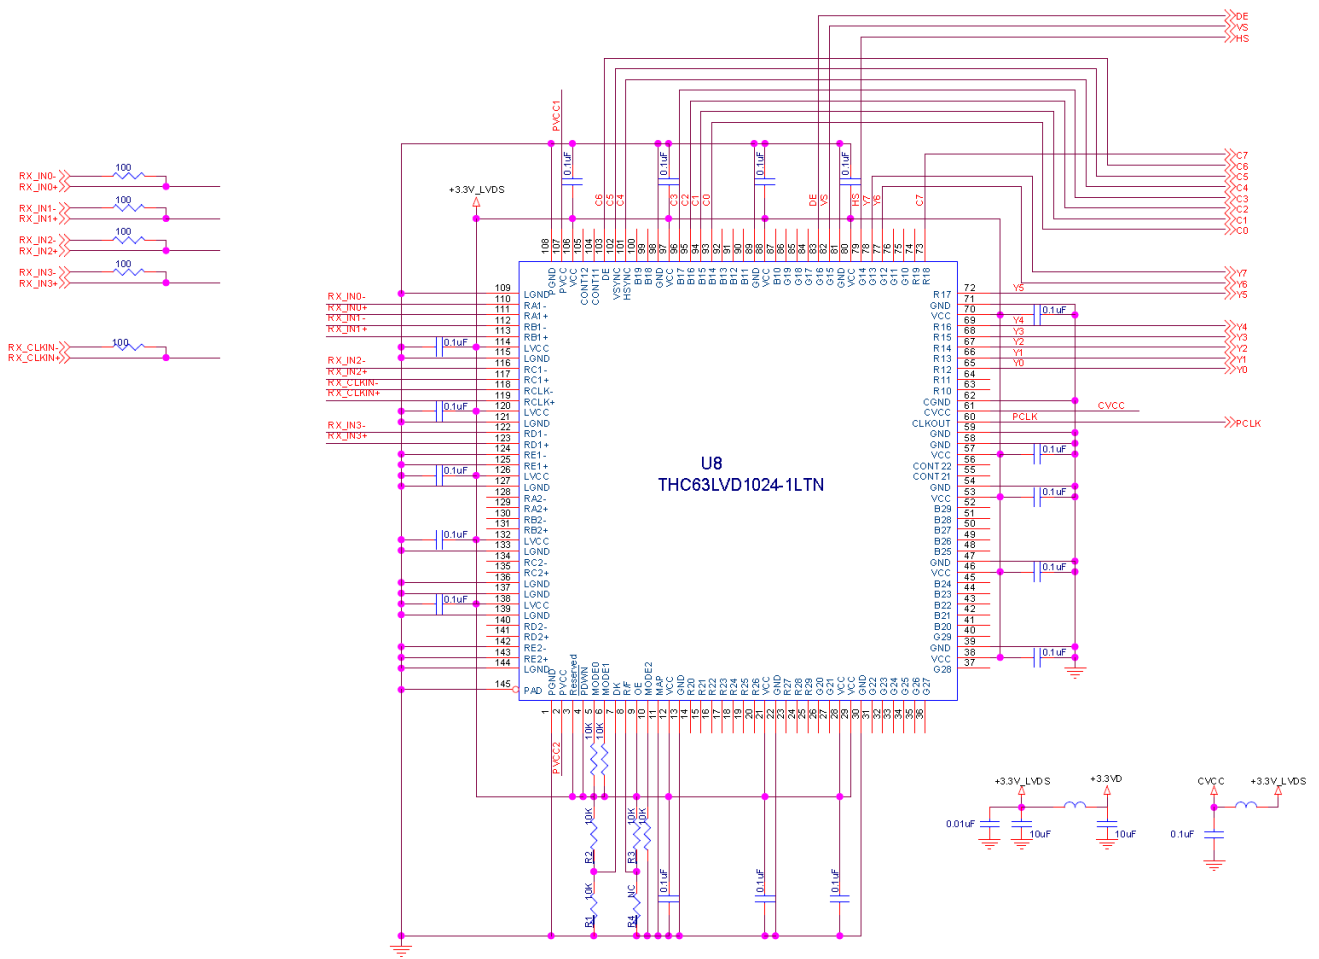 DE
VS
HS
PVCC1
0.1uF
0.1uF
0.1uF
0.1uF
RX_IN0-
RX_IN0+
100
RX_IN1-
RX_IN1+
100
RX_IN2-
RX_IN2+
100
RX_IN3-
RX_IN3+
100
RX_CLKIN-
RX_CLKIN+
100
C7
C6
C5
C4
C3
C2
C1
C0
Y7
Y6
Y5
Y4
Y3
Y2
Y1
Y0
PCLK
+3.3V_LVDS
C6
C5
C4
C3
C2
C1
C0
DE
VS
HS
Y7
Y6
C7
108 PGND
107 PVCC
106 VCC
105 CONT12
104 CONT11
103 DE
102 VSYNC
101 HSYNC
100 B19
99 B18
98 GND
97 VCC
96 B17
95 B16
94 B15
93 B14
92 B13
91 B12
90 B11
89 GND
88 VCC
87 B10
86 G19
85 G18
84 G17
83 G16
82 G15
81 GND
80 VCC
79 G14
78 G13
77 G12
76 G11
75 G10
74 R19
73 R18
RX_IN0-
RX_IN0+
RX_IN1-
RX_IN1+
RX_IN2-
RX_IN2+
RX_CLKIN-
RX_CLKIN+
RX_IN3-
RX_IN3+
0.1uF
0.1uF
0.1uF
0.1uF
0.1uF
109 LGND
110 RA1-
111 RA1+
112 RB1-
113 RB1+
114 LVCC
115 LGND
116 RC1-
117 RC1+
118 RCLK-
119 RCLK+
120 LVCC
121 LGND
122 RD1-
123 RD1+
124 RE1-
125 RE1+
126 LVCC
127 LGND
128 RA2-
129 RA2+
130 RB2-
131 RB2+
132 LVCC
133 LGND
134 RC2-
135 RC2+
136 LGND
137 LGND
138 LVCC
139 LGND
140 RD2-
141 RD2+
142 RE2-
143 RE2+
144 LGND
145 PAD
U8
THC63LVD1024-1LTN
R17 72 Y5
GND 71
VCC 70 0.1uF
R16 69 Y4
R15 68 Y3
R14 67 Y2
R13 66 Y1
R12 65 Y0
R11 64
R10 63
CGND 62
CVCC 61 CVCC
CLKOUT 60 PCLK
GND 59
GND 58
VCC 57 0.1uF
CONT22 56
CONT21 55
GND 54
VCC 53 0.1uF
B29 52
B28 51
B27 50
B26 49
B25 48
GND 47
VCC 46 0.1uF
B24 45
B23 44
B22 43
B21 42
B20 41
G29 40
GND 39
VCC 38 0.1uF
G28 37
PGND 1
PVCC 2
Reserved 3
PDWN 4
MODE0 5
MODE1 6
DK 7
R/F 8
OE 9
MODE2 10
MAP 11
VCC 12
GND 13
R20 14
R21 15
R22 16
R23 17
R24 18
R25 19
R26 20
VCC 21
GND 22
R27 23
R28 24
R29 25
G20 26
G21 27
VCC 28
VCC 29
GND 30
G22 31
G23 32
G24 33
G25 34
G26 35
G27 36
PVCC2
10K
10K
R2 10K
R3 10K
10K
R1 10K
R4 NC
0.1uF
0.1uF
0.1uF
+3.3V_LVDS
+3.3VD
0.01uF
10uF
10uF
CVCC
+3.3V_LVDS
0.1uF